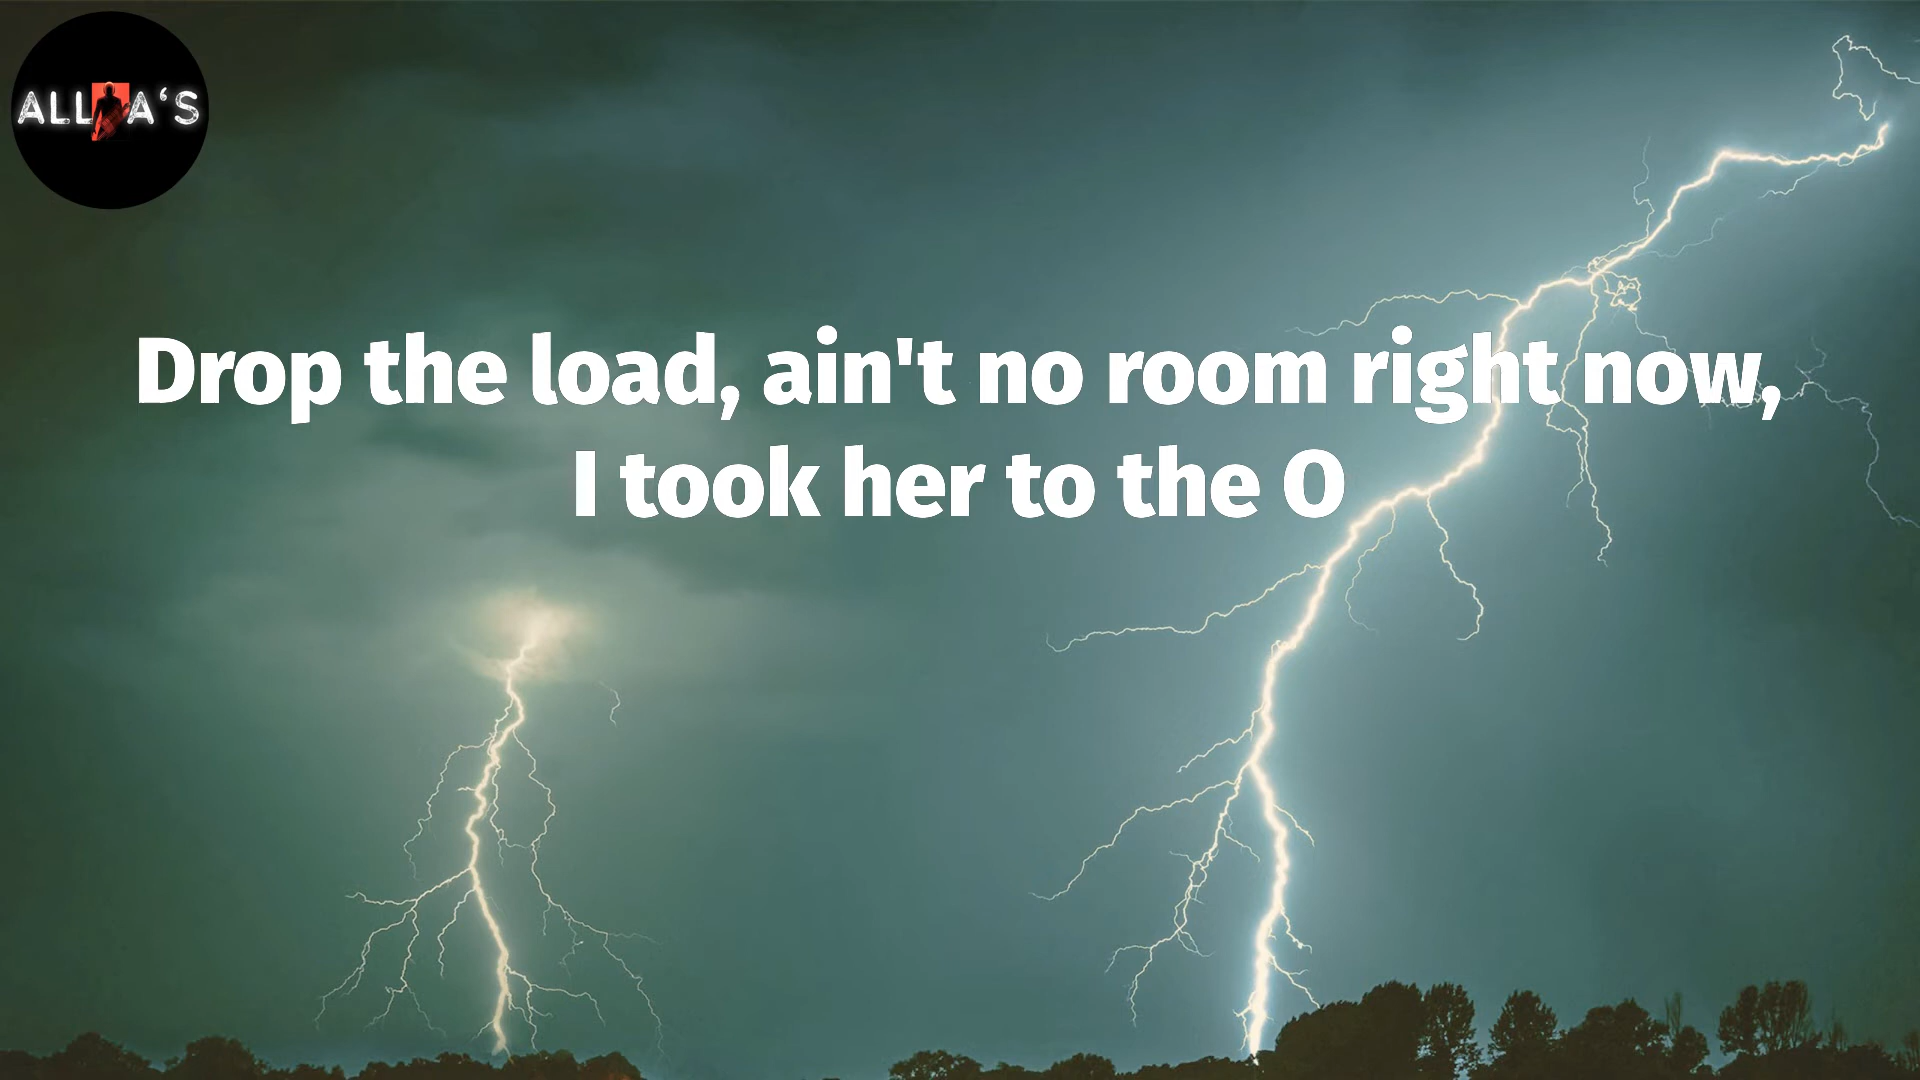 ALL A‘S
Drop the load, ain't no room right now,
I took her to the O